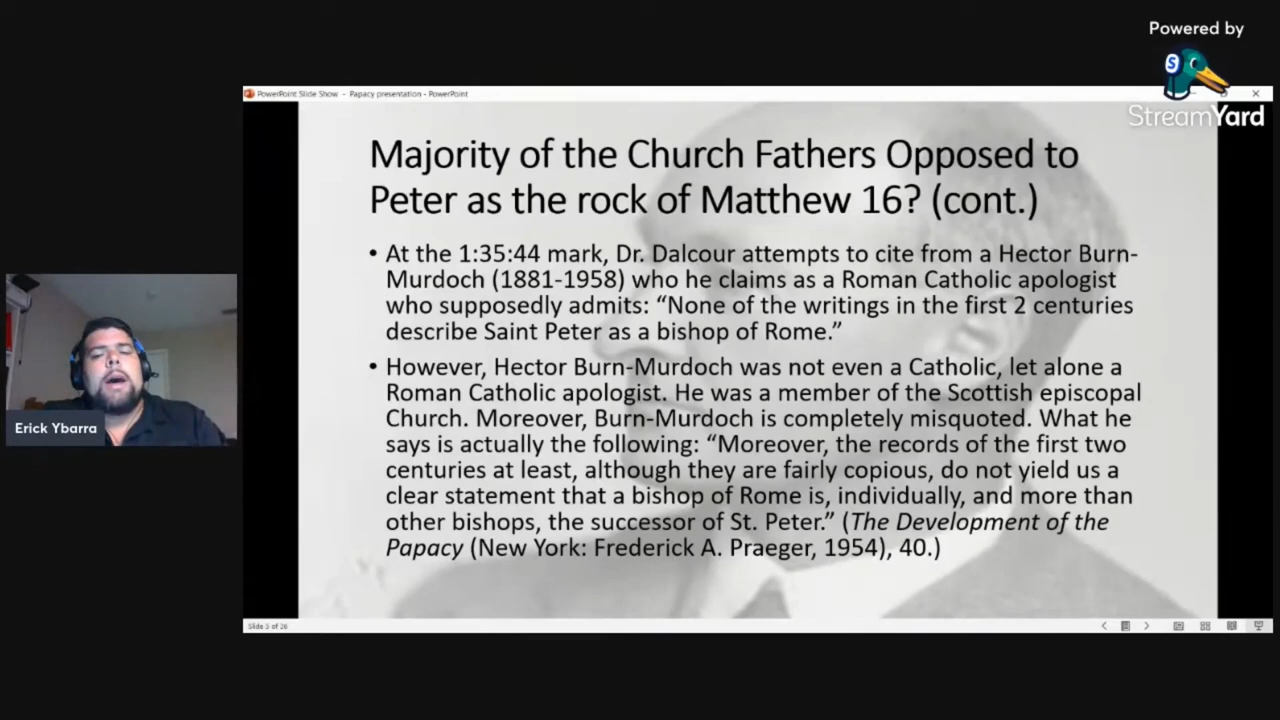 Powered by
StreamYard
PowerPoint Slide Show - Papacy presentation - PowerPoint
Majority of the Church Fathers Opposed to
Peter as the rock of Matthew 16? (cont.)
• At the 1:35:44 mark, Dr. Dalcour attempts to cite from a Hector Burn-
Murdoch (1881-1958) who he claims as a Roman Catholic apologist
who supposedly admits: “None of the writings in the first 2 centuries
describe Saint Peter as a bishop of Rome.”
• However, Hector Burn-Murdoch was not even a Catholic, let alone a
Roman Catholic apologist. He was a member of the Scottish episcopal
Church. Moreover, Burn-Murdoch is completely misquoted. What he
says is actually the following: “Moreover, the records of the first two
centuries at least, although they are fairly copious, do not yield us a
clear statement that a bishop of Rome is, individually, and more than
other bishops, the successor of St. Peter.” (The Development of the
Papacy (New York: Frederick A. Praeger, 1954), 40.)
Erick Ybarra
Slide 5 of 26